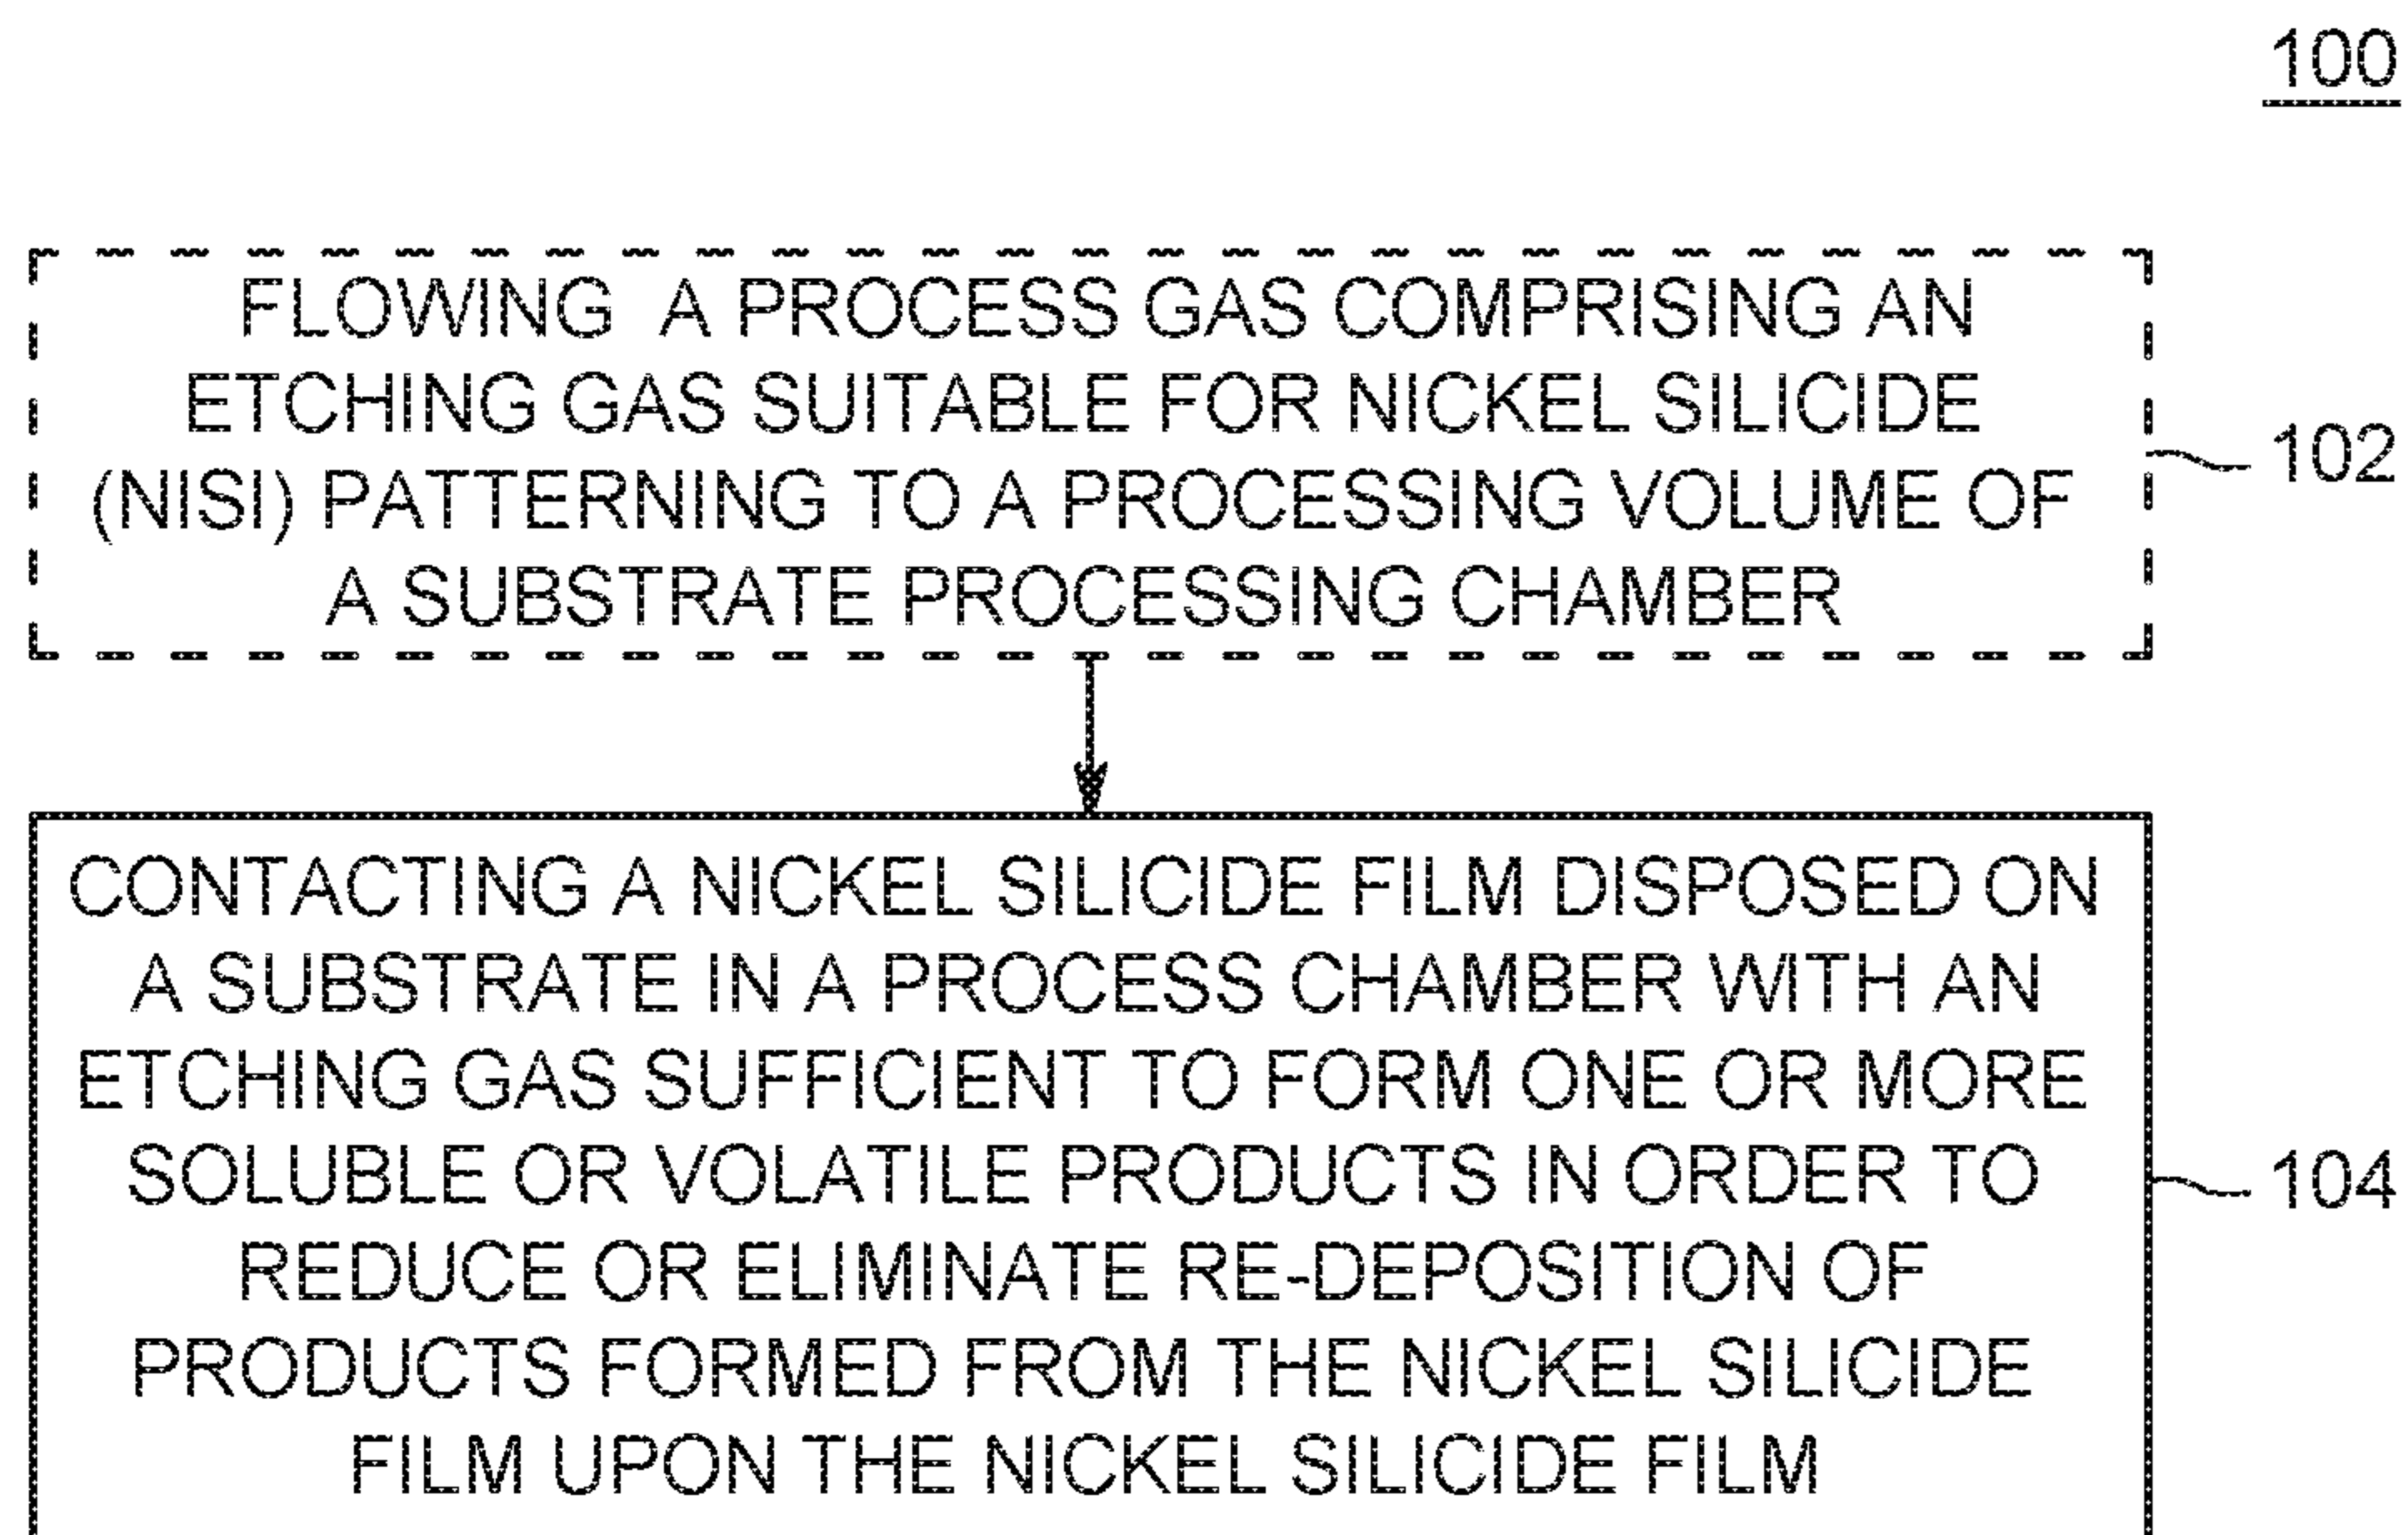 100
FLOWING A PROCESS GAS COMPRISING AN
ETCHING GAS SUITABLE FOR NICKEL SILICIDE
(NISI) PATTERNING TO A PROCESSING VOLUME OF
A SUBSTRATE PROCESSING CHAMBER
102
CONTACTING A NICKEL SILICIDE FILM DISPOSED ON
A SUBSTRATE IN A PROCESS CHAMBER WITH AN
ETCHING GAS SUFFICIENT TO FORM ONE OR MORE
SOLUBLE OR VOLATILE PRODUCTS IN ORDER TO
REDUCE OR ELIMINATE RE-DEPOSITION OF
PRODUCTS FORMED FROM THE NICKEL SILICIDE
FILM UPON THE NICKEL SILICIDE FILM
104